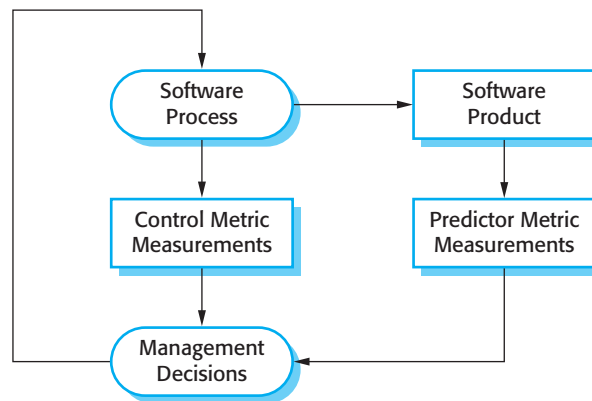 Software
Process
Software
Product
Control Metric
Measurements
Predictor Metric
Measurements
Management
Decisions